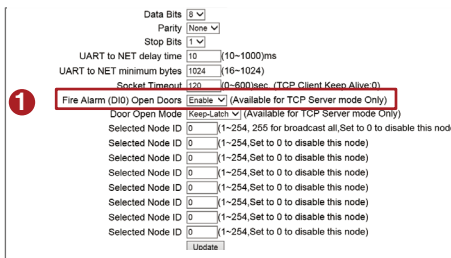 Data Bits 8
Parity None
Stop Bits 1
UART to NET delay time 10 (10~1000)ms
UART to NET minimum bytes 1024 (16~1024)
Socket Timeout 120 (0~600)sec. (TCP Client Keep Alive:0)
1 Fire Alarm (DI0) Open Doors Enable (Available for TCP Server mode Only)
Door Open Mode Keep-Latch (Available for TCP Server mode Only)
Selected Node ID 0 (1~254, 255 for broadcast all,Set to 0 to disable this nod
Selected Node ID 0 (1~254,Set to 0 to disable this node)
Selected Node ID 0 (1~254,Set to 0 to disable this node)
Selected Node ID 0 (1~254,Set to 0 to disable this node)
Selected Node ID 0 (1~254,Set to 0 to disable this node)
Selected Node ID 0 (1~254,Set to 0 to disable this node)
Selected Node ID 0 (1~254,Set to 0 to disable this node)
Selected Node ID 0 (1~254,Set to 0 to disable this node)
Update